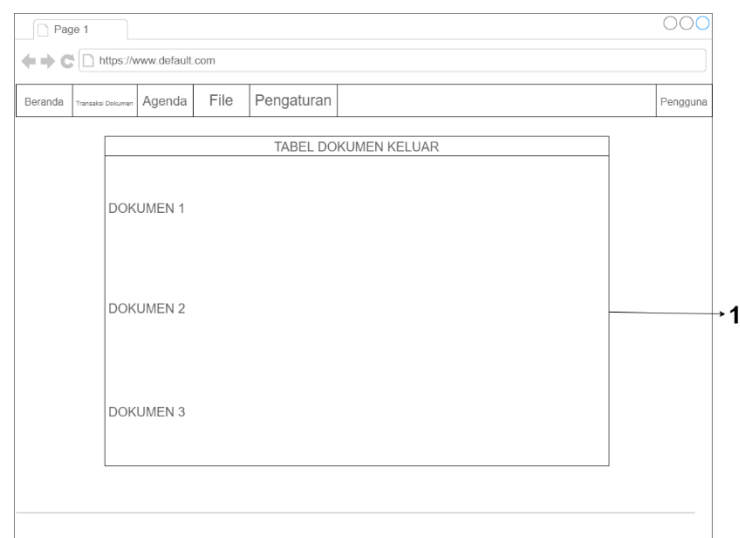 Page 1
https://www.default.com
Beranda Transaksi Dokumen Agenda File Pengaturan Pengguna
TABEL DOKUMEN KELUAR
DOKUMEN 1
DOKUMEN 2
1
DOKUMEN 3